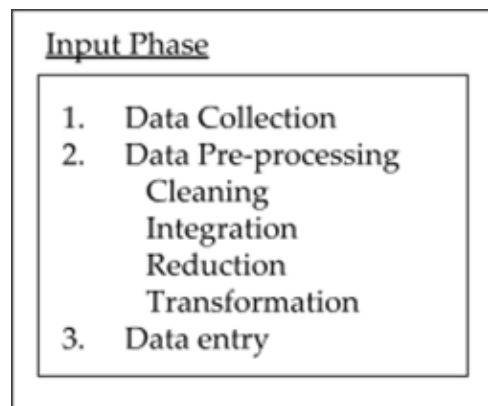 Input Phase
1. Data Collection
2. Data Pre-processing
Cleaning
Integration
Reduction
Transformation
3. Data entry